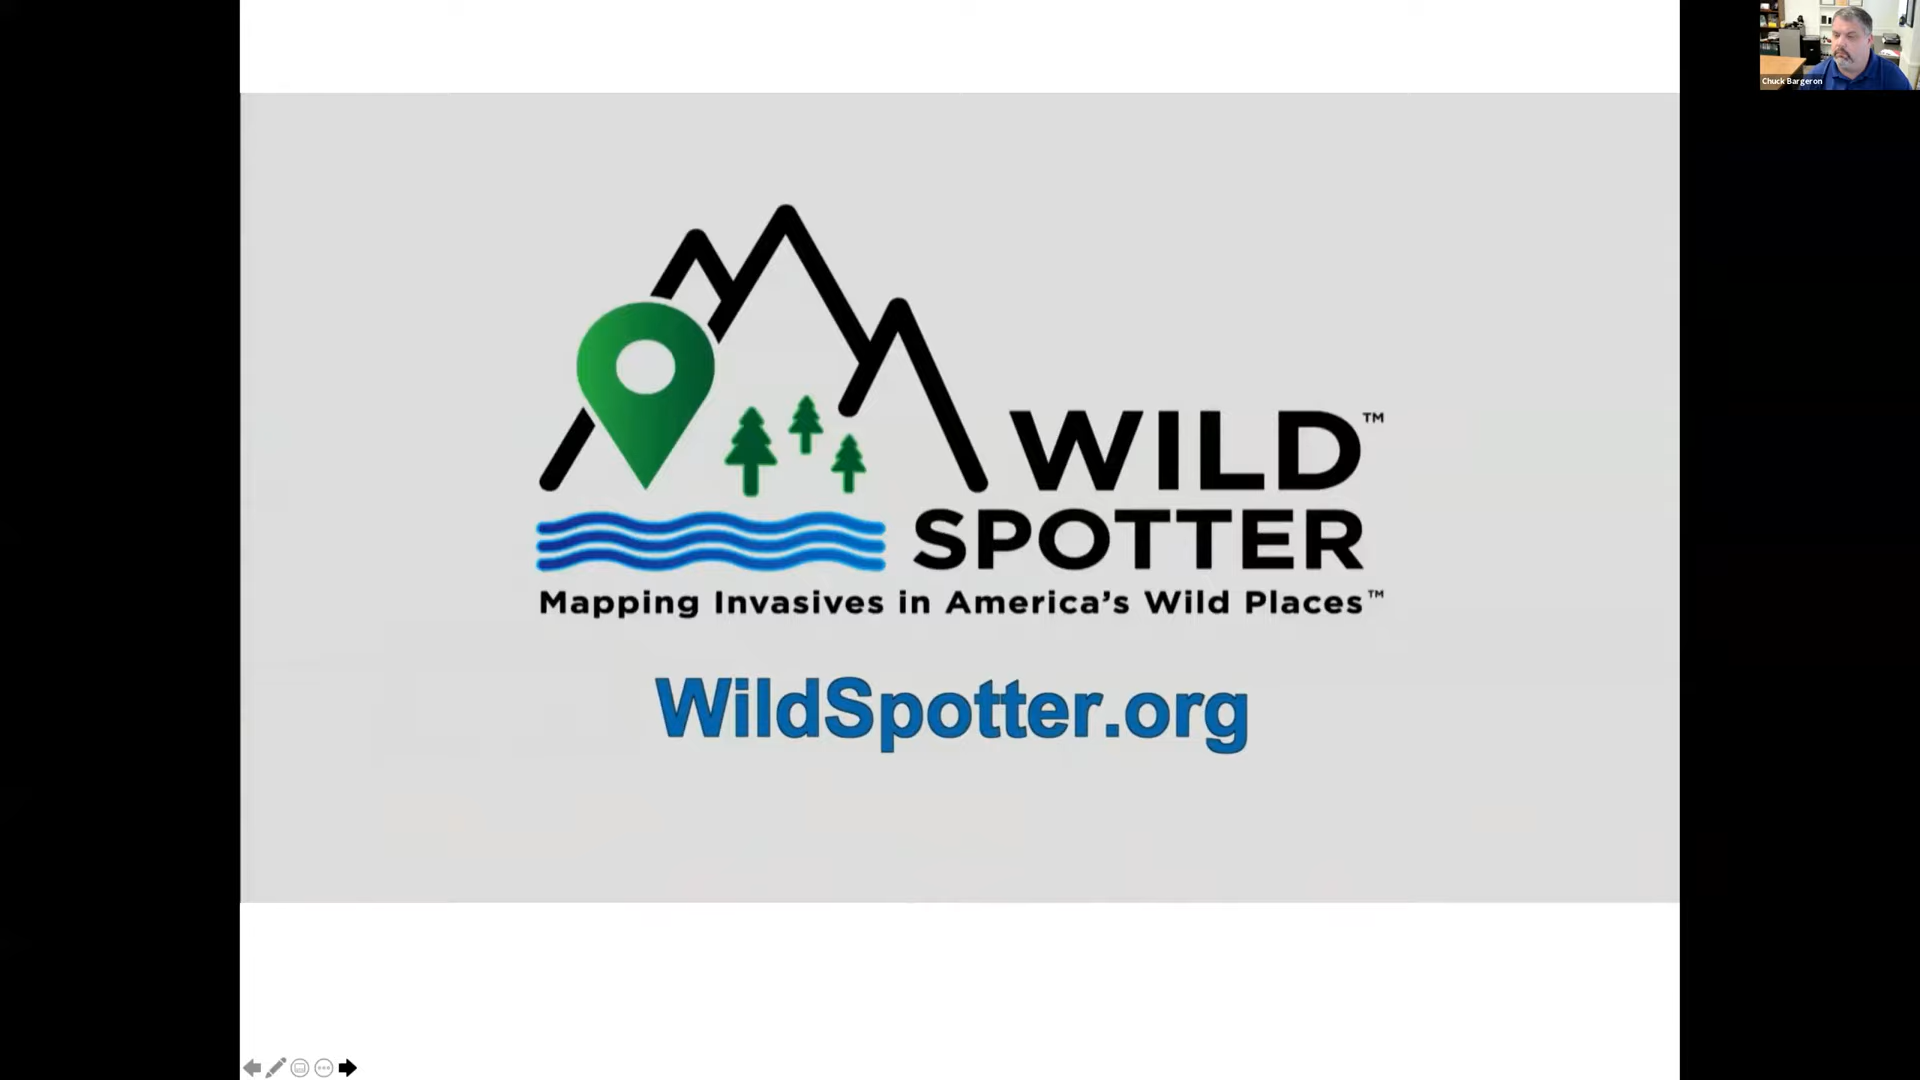 Chuck Bargeron
WILD™
SPOTTER
Mapping Invasives in America's Wild Places™
WildSpotter.org